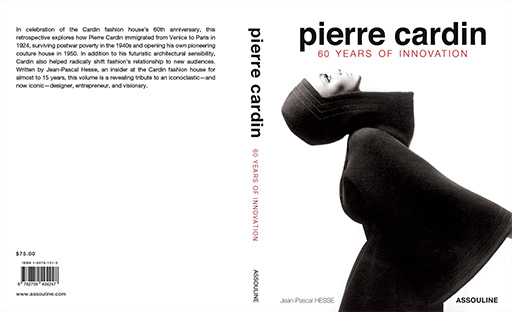 In celebration of the Cardin fashion house's 60th anniversary, this
retrospective explores how Pierre Cardin immigrated from Venice to Paris in
1924, surviving postwar poverty in the 1940s and opening his own pioneering
couture house in 1950. In addition to his futuristic architectural sensibility,
Cardin also helped radically shift fashion's relationship to new audiences.
Written by Jean-Pascal Hesse, an insider at the Cardin fashion house for
almost to 15 years, this volume is a revealing tribute to an iconoclastic—and
now iconic—designer, entrepreneur, and visionary.
$75.00
www.assouline.com
pierre cardin
60 YEARS OF INNOVATION
ASSOULINE
pierre cardin
60 YEARS OF INNOVATION
Jean-Pascal HESSE
ASSOULINE